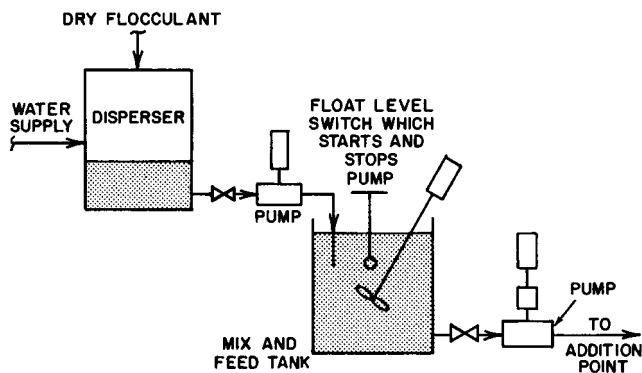 DRY FLOCCULANT
WATER
SUPPLY
DISPERSER
FLOAT LEVEL
SWITCH WHICH
STARTS AND
STOPS
PUMP
PUMP
MIX AND
FEED TANK
PUMP
TO
ADDITION
POINT